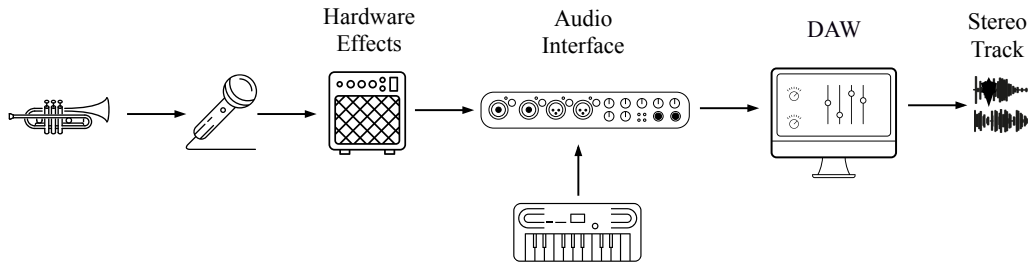 Hardware
Effects
Audio
Interface
DAW
Stereo
Track